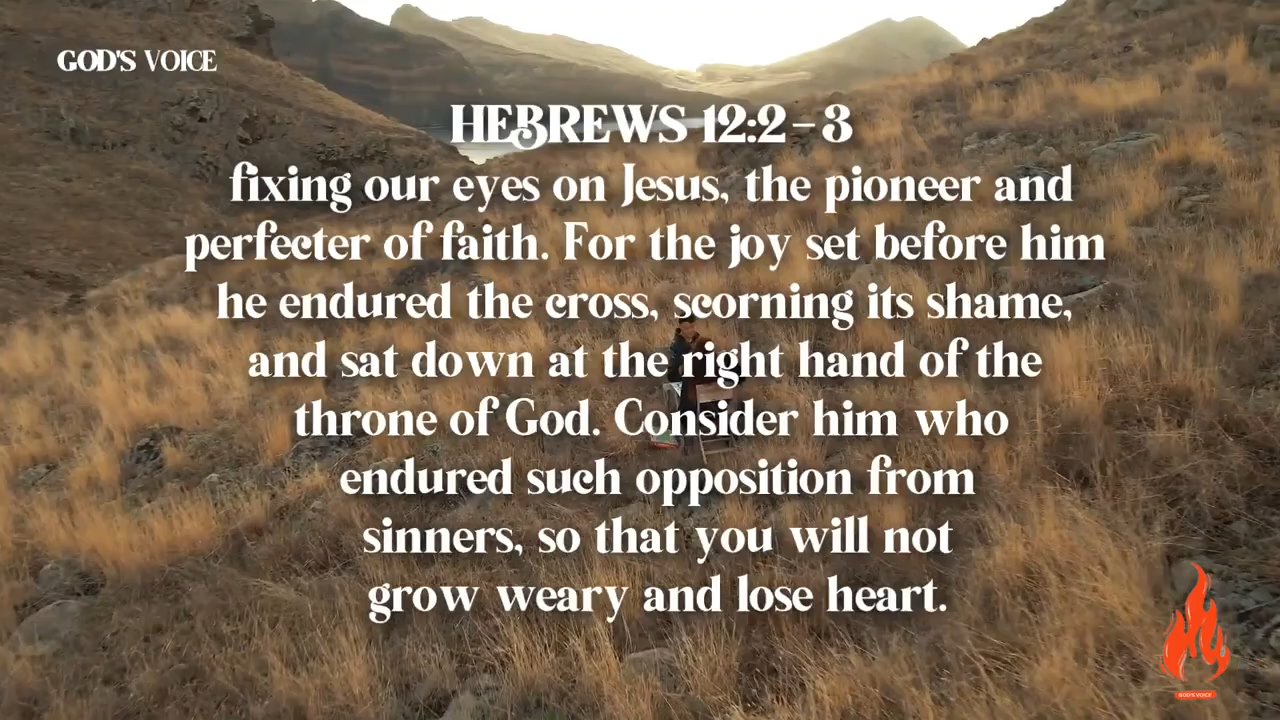 GOD'S VOICE
HEBREWS 12:2-3
fixing our eyes on Jesus, the pioneer and
perfecter of faith. For the joy set before him
he endured the cross, scorning its shame,
and sat down at the right hand of the
throne of God. Consider him who
endured such opposition from
sinners, so that you will not
grow weary and lose heart.
GOD'S VOICE